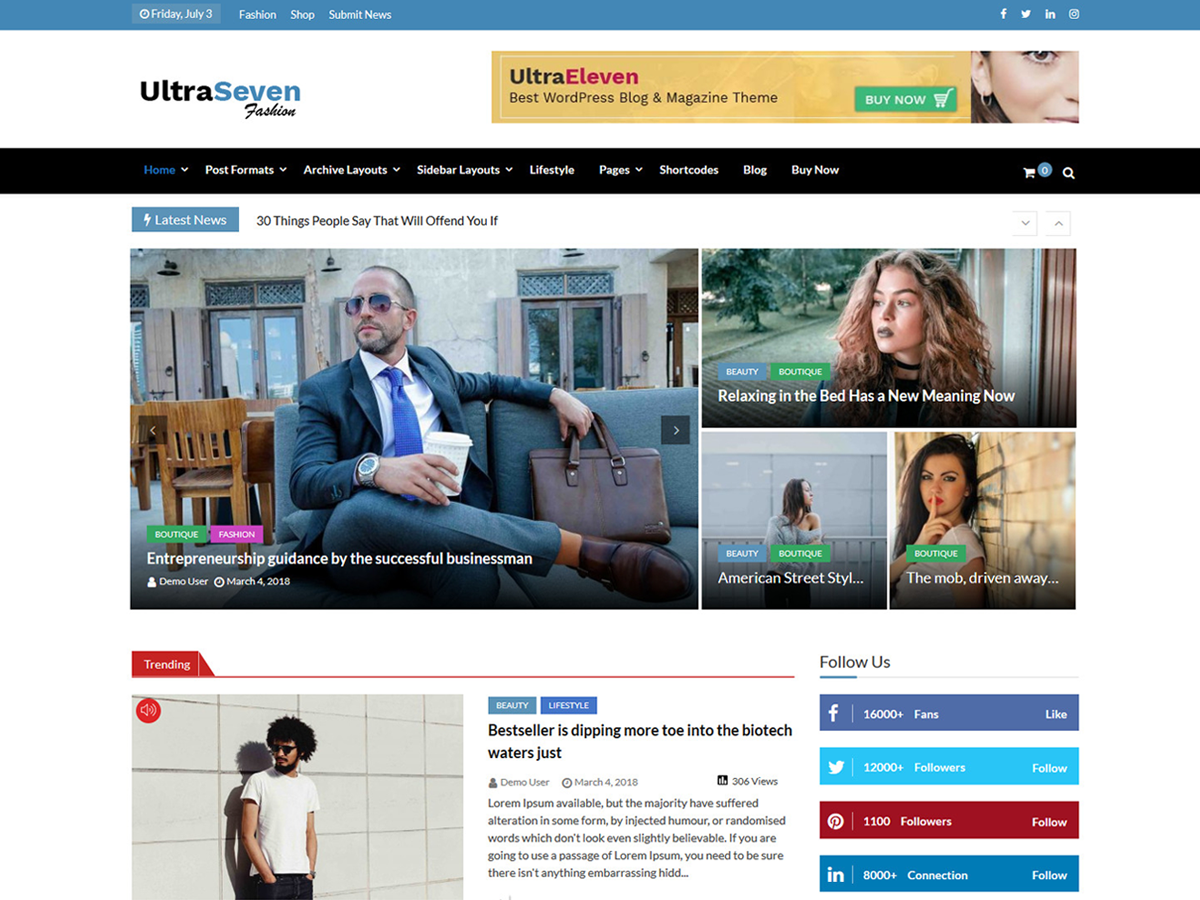 Friday, July 3 Fashion Shop Submit News
UltraSeven
Fashion
UltraEleven
Best WordPress Blog & Magazine Theme
BUY NOW
Home Post Formats Archive Layouts Sidebar Layouts Lifestyle Pages Shortcodes Blog Buy Now 0
Latest News 30 Things People Say That Will Offend You If
BOUTIQUE FASHION
Entrepreneurship guidance by the successful businessman
Demo User March 4, 2018
BEAUTY BOUTIQUE
Relaxing in the Bed Has a New Meaning Now
BEAUTY BOUTIQUE
American Street Styl...
BOUTIQUE
The mob, driven away...
Trending
BEAUTY LIFESTYLE
Bestseller is dipping more toe into the biotech
waters just
Demo User March 4, 2018 306 Views
Lorem Ipsum available, but the majority have suffered
alteration in some form, by injected humour, or randomised
words which don't look even slightly believable. If you are
going to use a passage of Lorem Ipsum, you need to be sure
there isn't anything embarrassing hidd...
Follow Us
16000+ Fans Like
12000+ Followers Follow
1100 Followers Follow
8000+ Connection Follow